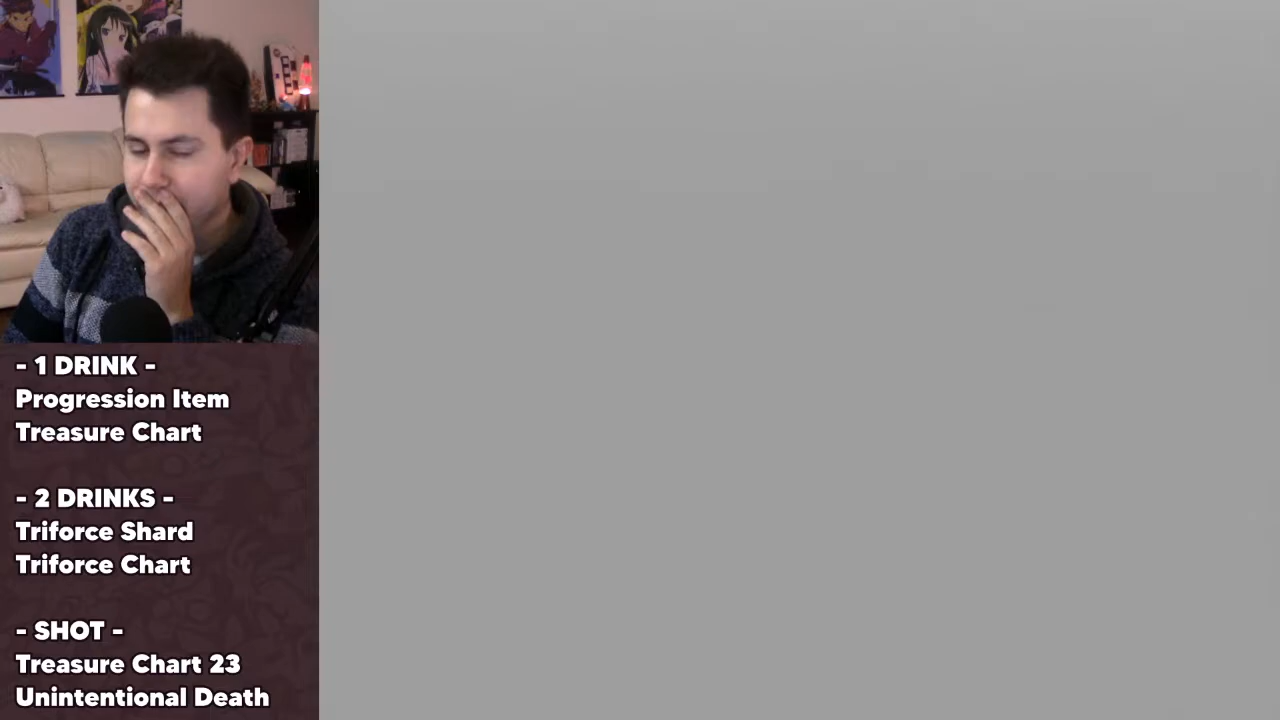 - 1 DRINK -
Progression Item
Treasure Chart
- 2 DRINKS -
Triforce Shard
Triforce Chart
- SHOT -
Treasure Chart 23
Unintentional Death